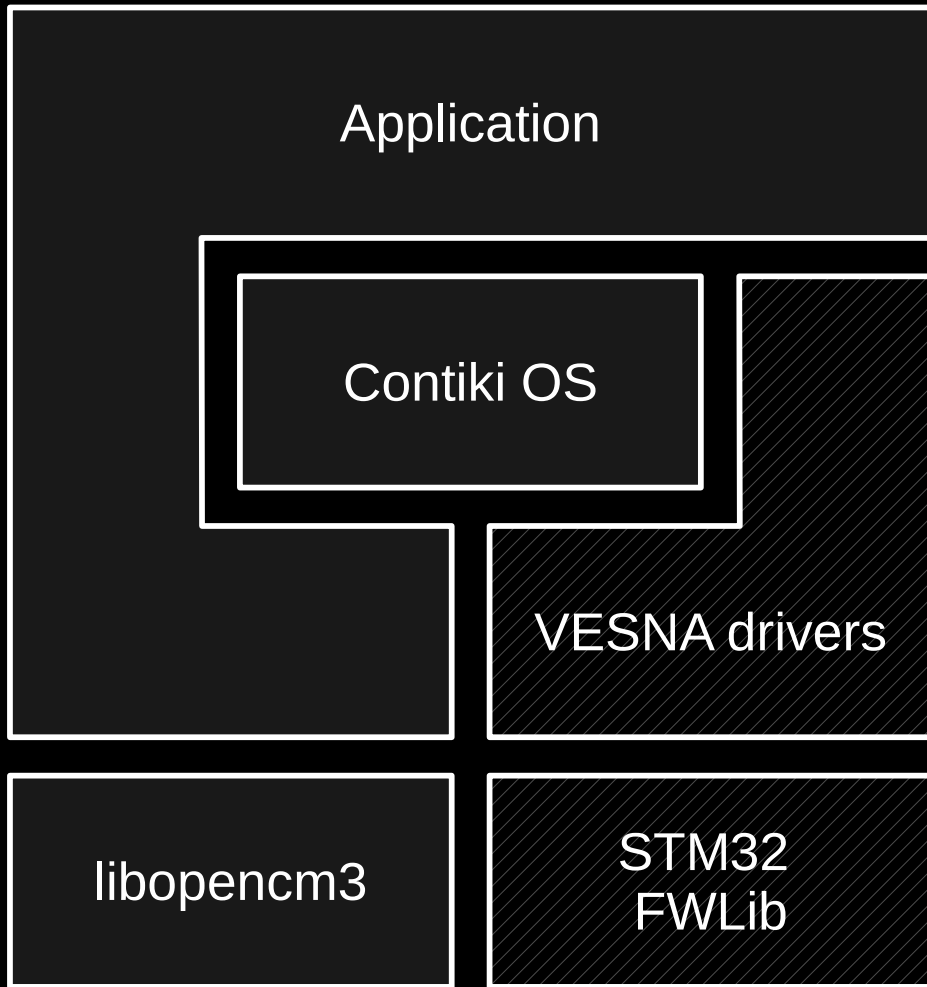 Application
Contiki OS
VESNA drivers
libopencm3
STM32
FWLib